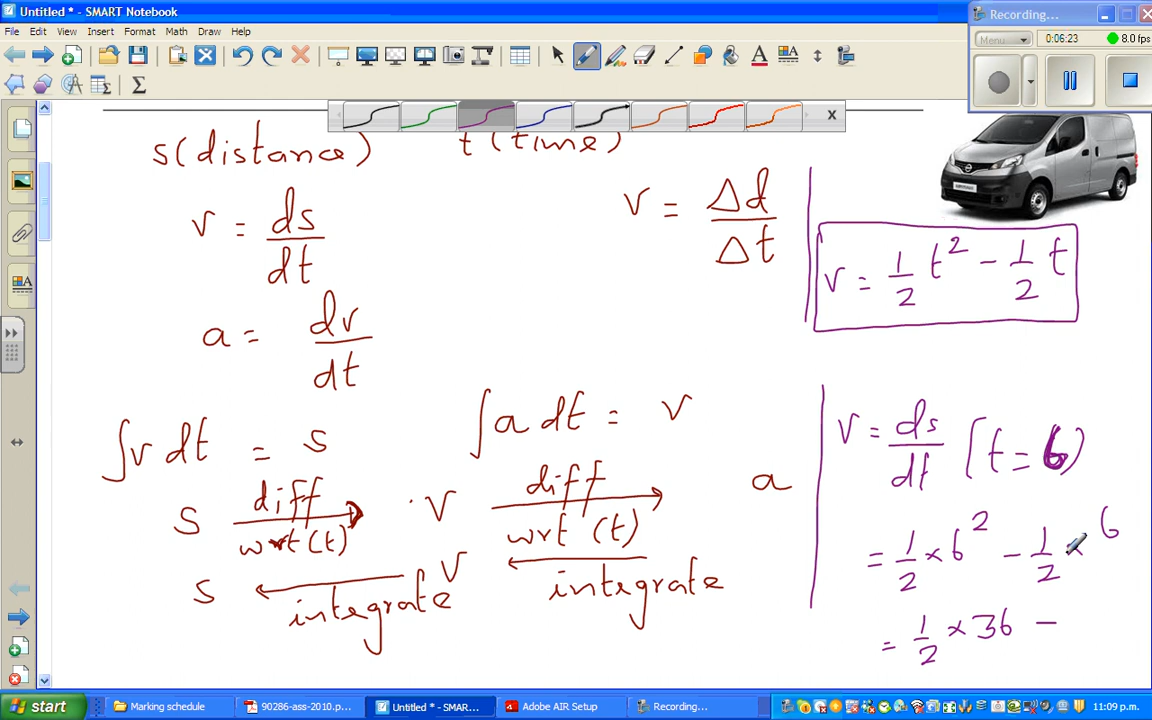 Untitled * - SMART Notebook
Recording...
File Edit View Insert Format Math Draw Help
Menu
0:06:23
8.0 fps
s(distance) t(time)
v = ds/dt
v = Δd/Δt
v = 1/2 t² - 1/2 t
a = dv/dt
∫v dt = s
∫a dt = v
v = ds/dt (t = 6)
s diff wrt (t) v diff wrt (t) a
= 1/2 × 6² - 1/2 × 6
s integrate v integrate
= 1/2 × 36 -
start
Marking schedule
90286-ass-2010.p...
Untitled * - SMAR...
Adobe AIR Setup
Recording...
11:09 p.m.